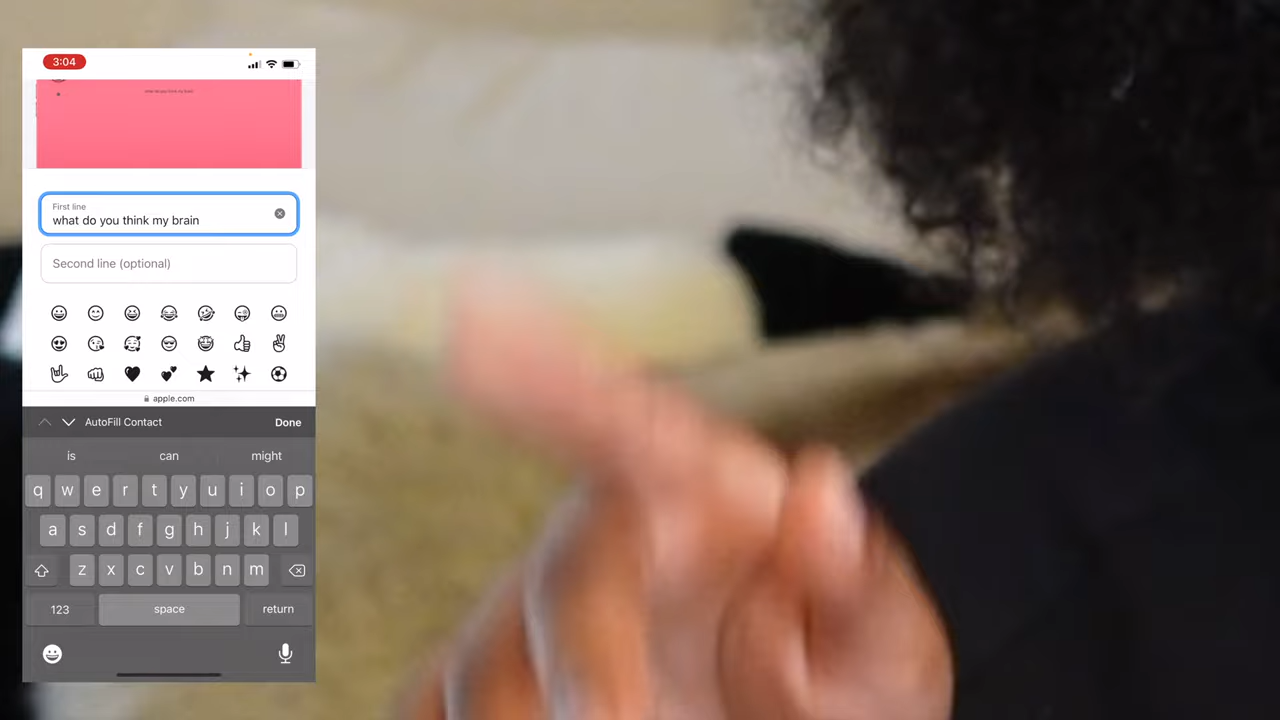 3:04
what do you think my brain
First line
what do you think my brain
Second line (optional)
apple.com
AutoFill Contact Done
is can might
q w e r t y u i o p
a s d f g h j k l
z x c v b n m
123 space return